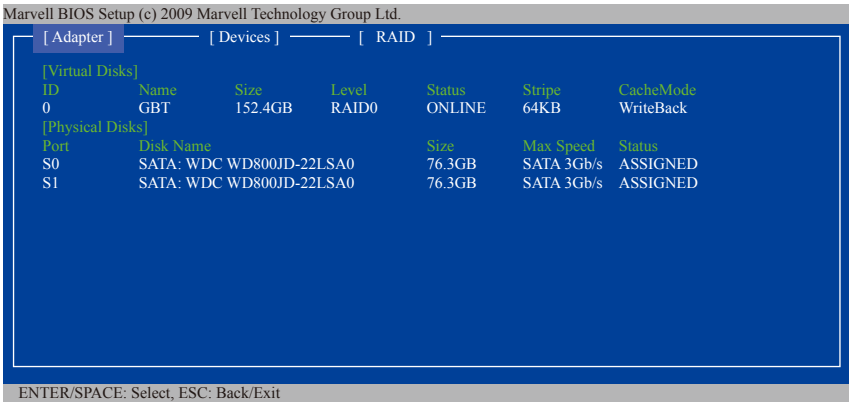 Marvell BIOS Setup (c) 2009 Marvell Technology Group Ltd.
[ Adapter ] [ Devices ] [ RAID ]
[Virtual Disks]
ID Name Size Level Status Stripe CacheMode
0 GBT 152.4GB RAID0 ONLINE 64KB WriteBack
[Physical Disks]
Port Disk Name Size Max Speed Status
S0 SATA: WDC WD800JD-22LSA0 76.3GB SATA 3Gb/s ASSIGNED
S1 SATA: WDC WD800JD-22LSA0 76.3GB SATA 3Gb/s ASSIGNED
ENTER/SPACE: Select, ESC: Back/Exit